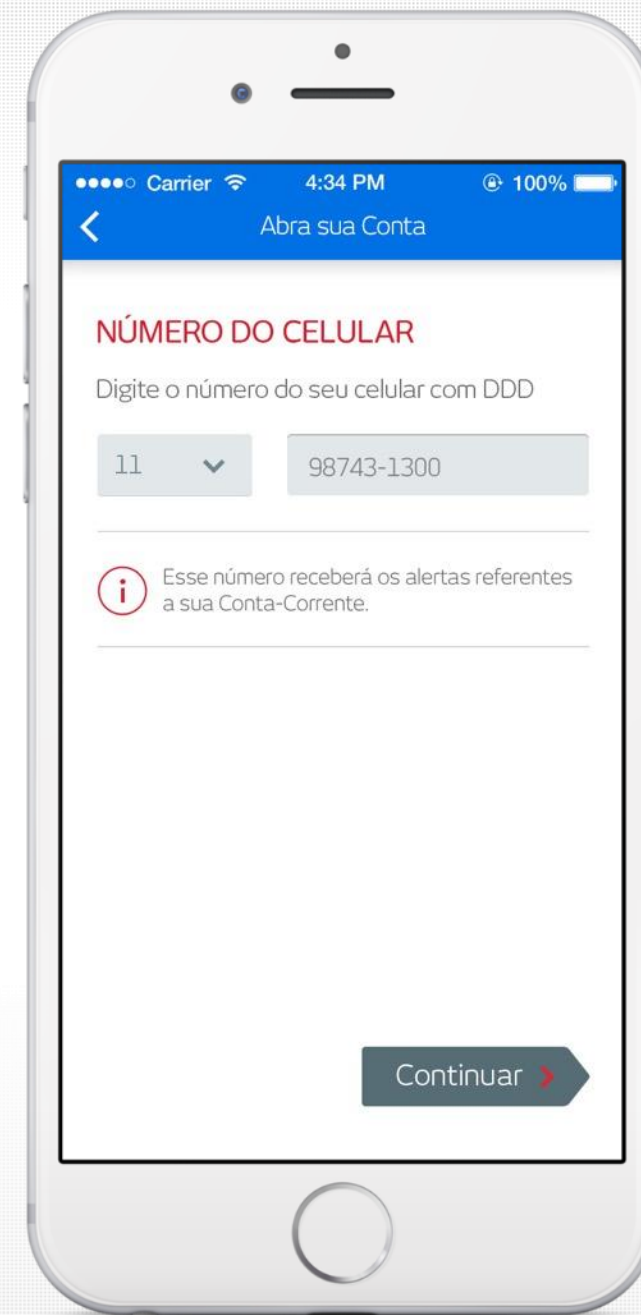 Carrier 4:34 PM 100%
Abra sua Conta
NÚMERO DO CELULAR
Digite o número do seu celular com DDD
11 98743-1300
i Esse número receberá os alertas referentes
a sua Conta-Corrente.
Continuar